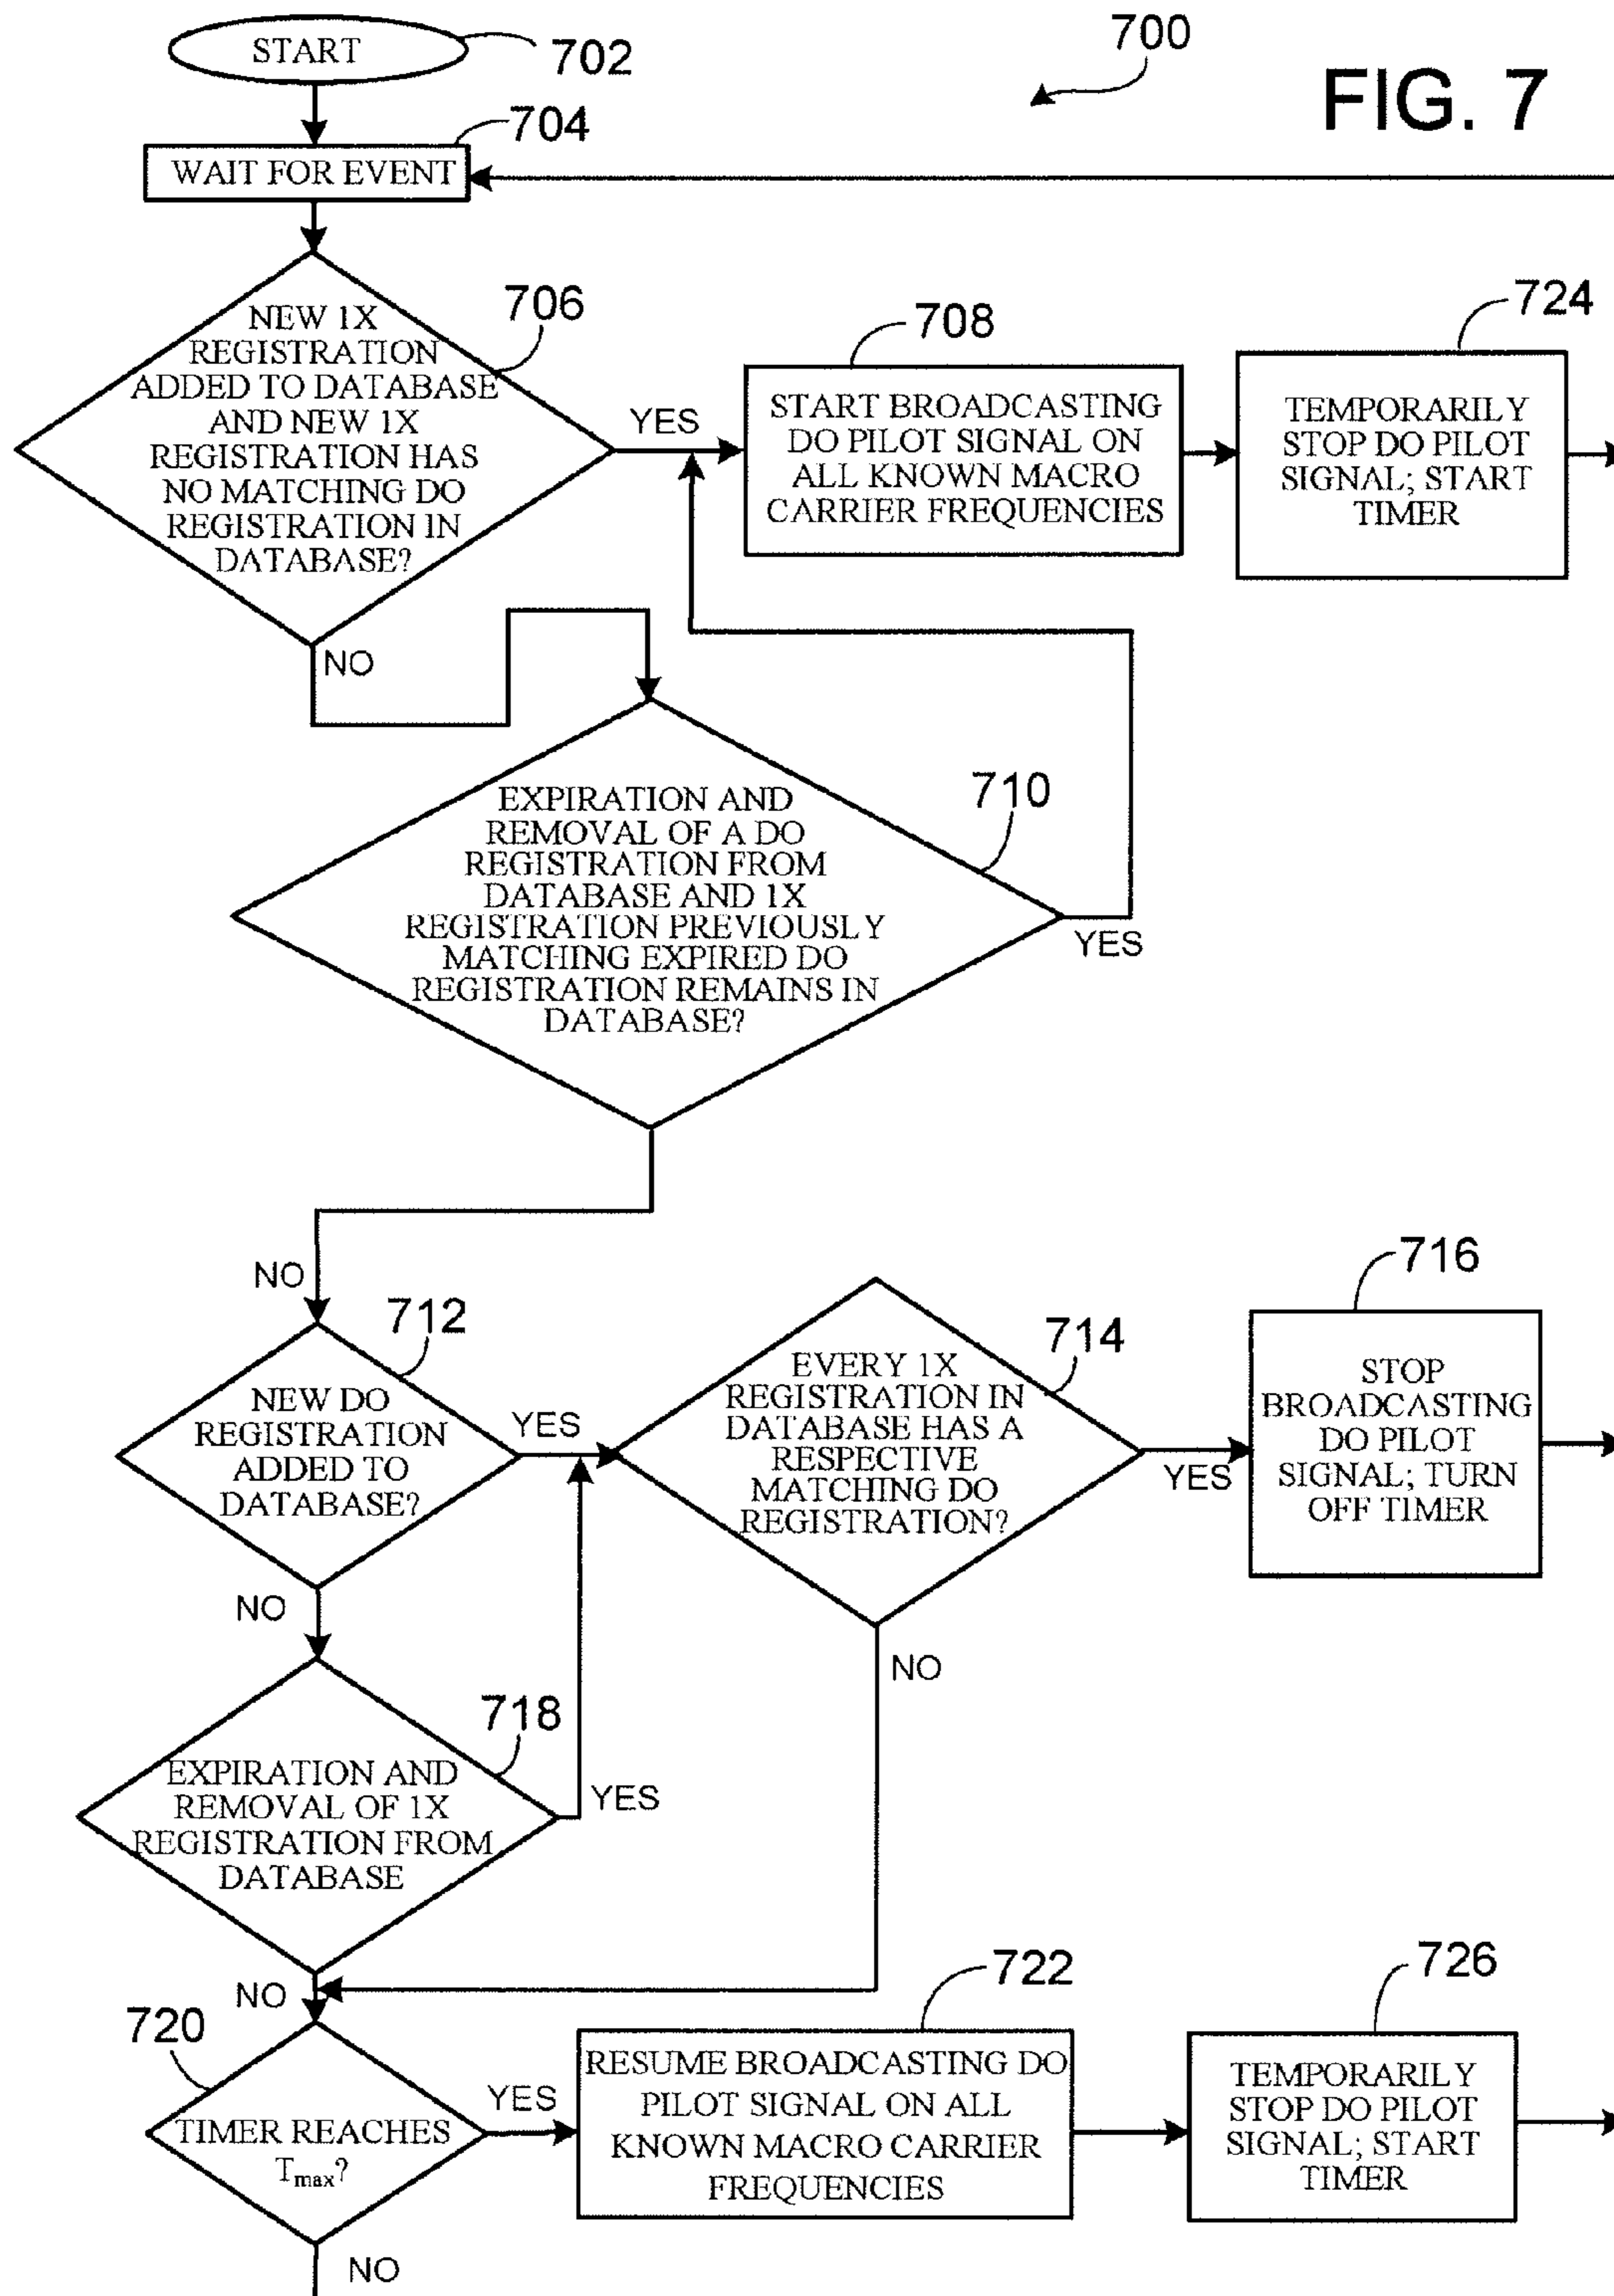 START
702
700
FIG. 7
704
WAIT FOR EVENT
NEW 1X
REGISTRATION
ADDED TO DATABASE
AND NEW 1X
REGISTRATION HAS
NO MATCHING DO
REGISTRATION IN
DATABASE?
706
YES
NO
708
START BROADCASTING
DO PILOT SIGNAL ON
ALL KNOWN MACRO
CARRIER FREQUENCIES
724
TEMPORARILY
STOP DO PILOT
SIGNAL; START
TIMER
EXPIRATION AND
REMOVAL OF A DO
REGISTRATION FROM
DATABASE AND 1X
REGISTRATION PREVIOUSLY
MATCHING EXPIRED DO
REGISTRATION REMAINS IN
DATABASE?
710
YES
NO
712
NEW DO
REGISTRATION
ADDED TO
DATABASE?
YES
NO
714
EVERY 1X
REGISTRATION IN
DATABASE HAS A
RESPECTIVE
MATCHING DO
REGISTRATION?
YES
NO
716
STOP
BROADCASTING
DO PILOT
SIGNAL; TURN
OFF TIMER
718
EXPIRATION AND
REMOVAL OF 1X
REGISTRATION FROM
DATABASE
YES
NO
720
TIMER REACHES
Tmax?
YES
NO
722
RESUME BROADCASTING DO
PILOT SIGNAL ON ALL
KNOWN MACRO CARRIER
FREQUENCIES
726
TEMPORARILY
STOP DO PILOT
SIGNAL; START
TIMER